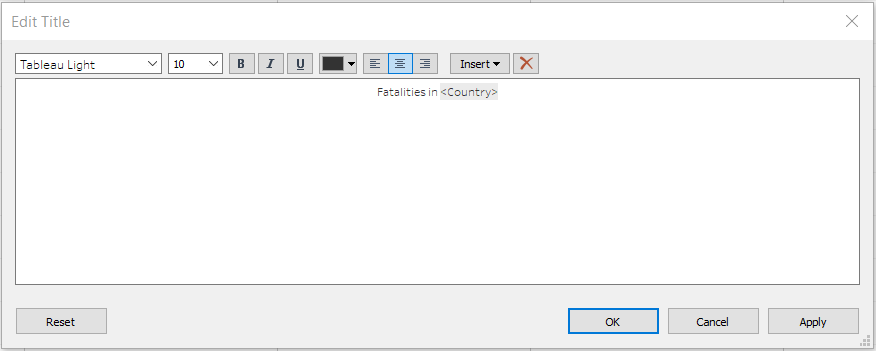 Edit Title
Tableau Light 10 B I U Insert
Fatalities in <Country>
Reset OK Cancel Apply